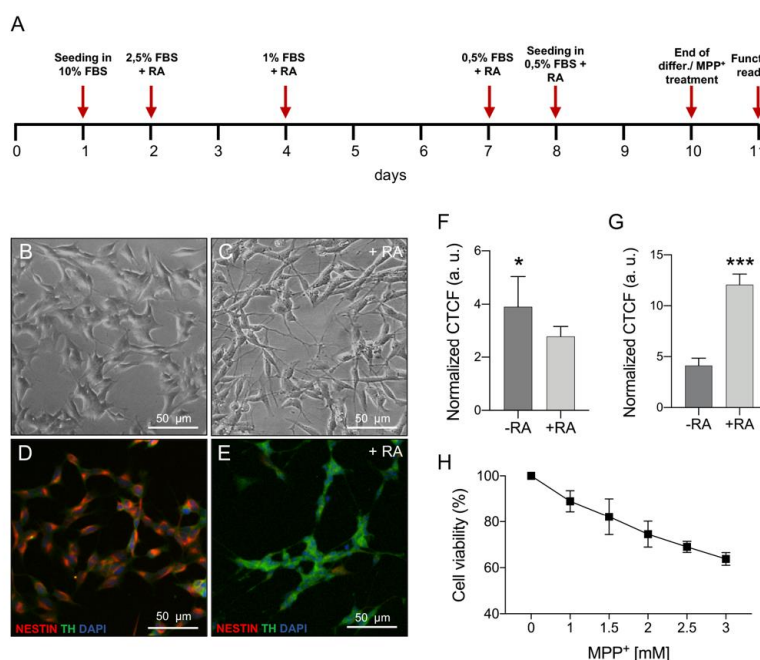 A
Seeding in
10% FBS
2,5% FBS
+ RA
1% FBS
+ RA
0,5% FBS
+ RA
Seeding in
0,5% FBS +
RA
End of
differ./ MPP⁺
treatment
Funct
read
0 1 2 3 4 5 6 7 8 9 10 11
days
B
C
+ RA
50 µm
50 µm
D
E
+ RA
NESTIN TH DAPI
50 µm
NESTIN TH DAPI
50 µm
F
Normalized CTCF (a. u.)
6
4
2
0
*
-RA +RA
G
Normalized CTCF (a. u.)
15
10
5
0
***
-RA +RA
H
Cell viability (%)
100
80
60
40
0 1 1.5 2 2.5 3
MPP⁺ [mM]